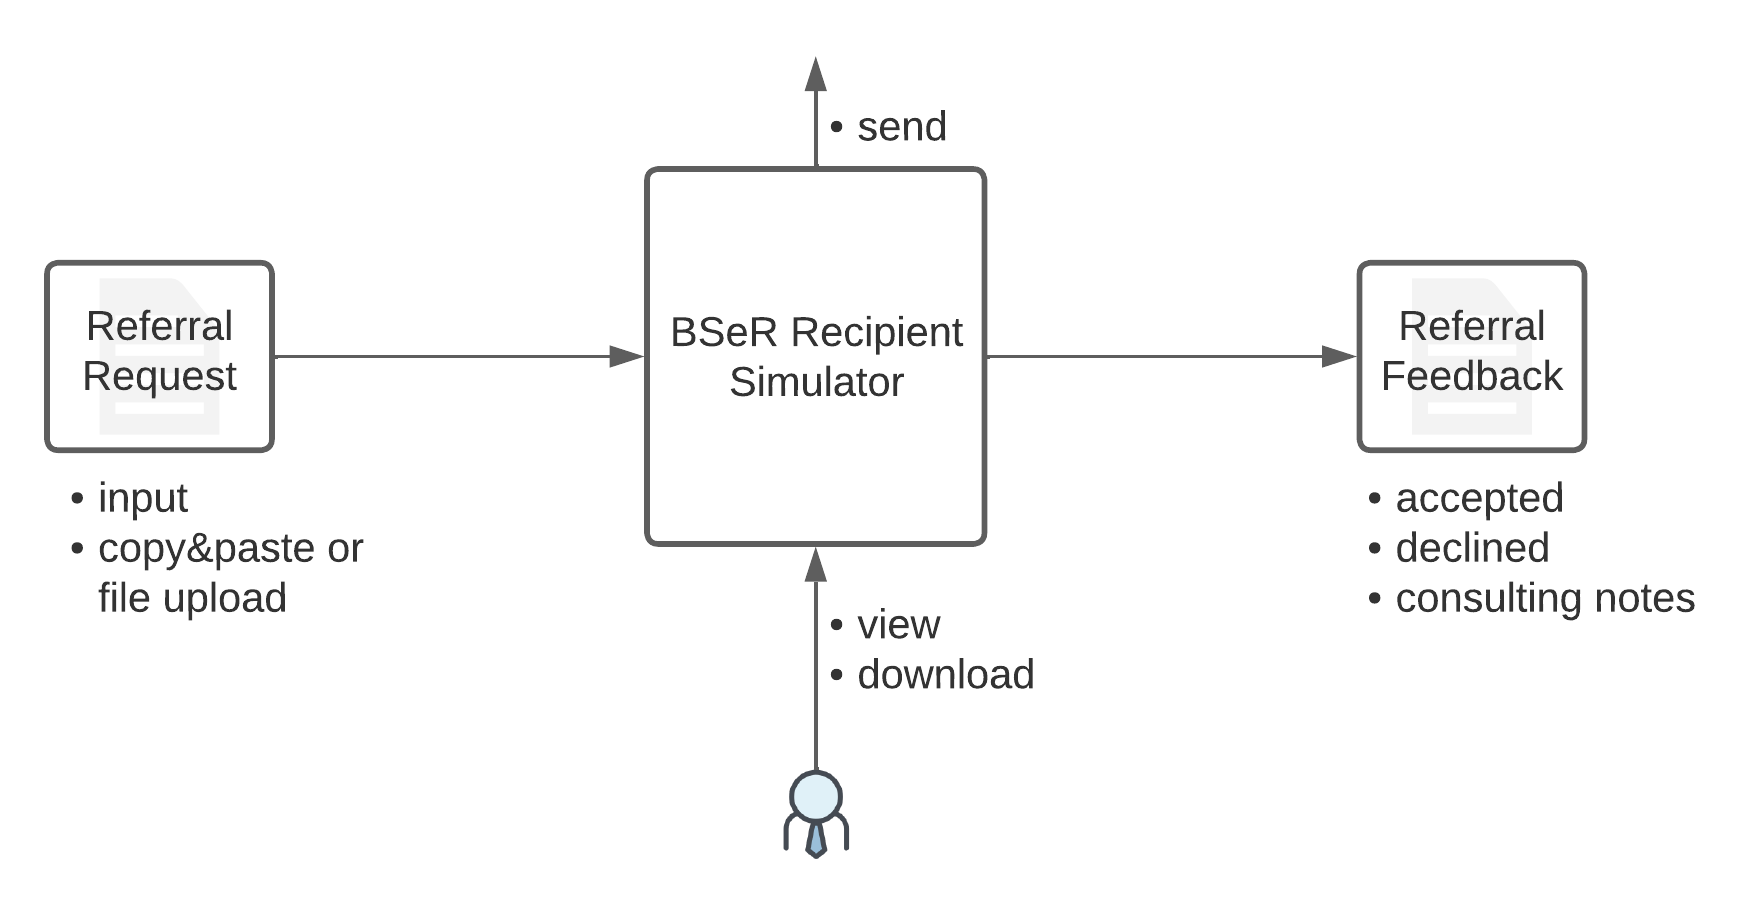 • send
Referral
Request
BSeR Recipient
Simulator
Referral
Feedback
• input
• copy&paste or
file upload
• accepted
• declined
• consulting notes
• view
• download